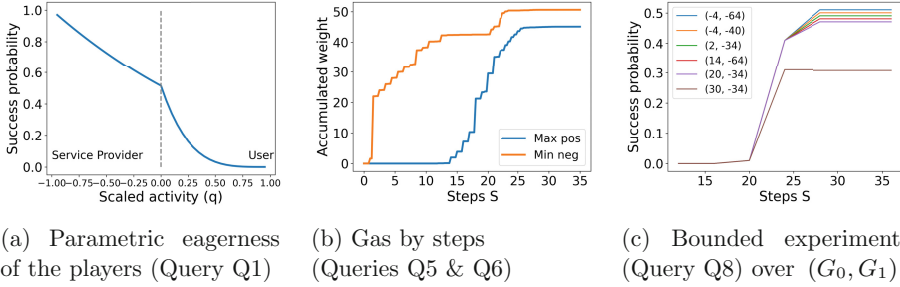 1.0
0.8
0.6
0.4
0.2
0.0
Success probability
Service Provider
User
−1.00−0.75−0.50−0.25 0.00 0.25 0.50 0.75 1.00
Scaled activity (q)
(a) Parametric eagerness
of the players (Query Q1)
50
40
30
20
10
0
Accumulated weight
Max pos
Min neg
0 5 10 15 20 25 30 35
Steps S
(b) Gas by steps
(Queries Q5 & Q6)
0.5
0.4
0.3
0.2
0.1
0.0
Success probability
(-4, -64)
(-4, -40)
(2, -34)
(14, -64)
(20, -34)
(30, -34)
15 20 25 30 35
Steps S
(c) Bounded experiment
(Query Q8) over (G₀, G₁)